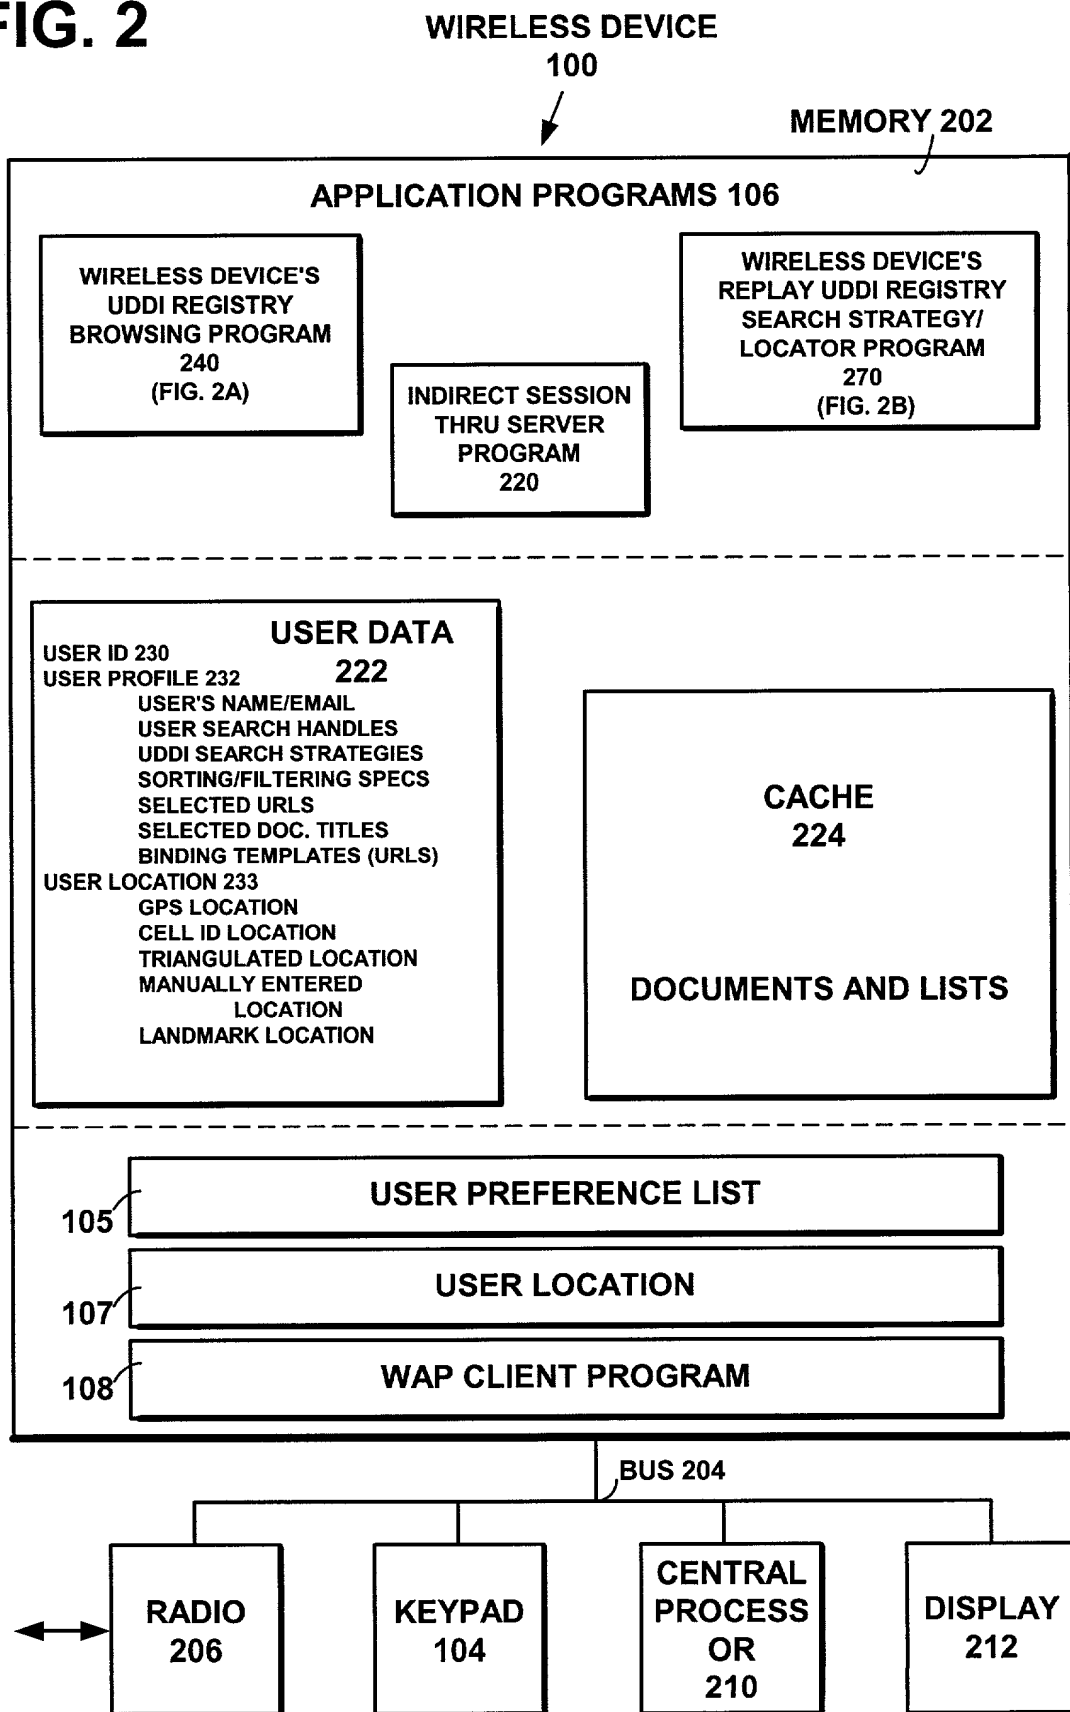 FIG. 2
WIRELESS DEVICE
100
MEMORY 202
APPLICATION PROGRAMS 106
WIRELESS DEVICE'S
UDDI REGISTRY
BROWSING PROGRAM
240
(FIG. 2A)
INDIRECT SESSION
THRU SERVER
PROGRAM
220
WIRELESS DEVICE'S
REPLAY UDDI REGISTRY
SEARCH STRATEGY/
LOCATOR PROGRAM
270
(FIG. 2B)
USER DATA
222
USER ID 230
USER PROFILE 232
USER'S NAME/EMAIL
USER SEARCH HANDLES
UDDI SEARCH STRATEGIES
SORTING/FILTERING SPECS
SELECTED URLS
SELECTED DOC. TITLES
BINDING TEMPLATES (URLS)
USER LOCATION 233
GPS LOCATION
CELL ID LOCATION
TRIANGULATED LOCATION
MANUALLY ENTERED
LOCATION
LANDMARK LOCATION
CACHE
224
DOCUMENTS AND LISTS
105
USER PREFERENCE LIST
107
USER LOCATION
108
WAP CLIENT PROGRAM
BUS 204
RADIO
206
KEYPAD
104
CENTRAL
PROCESS
OR
210
DISPLAY
212